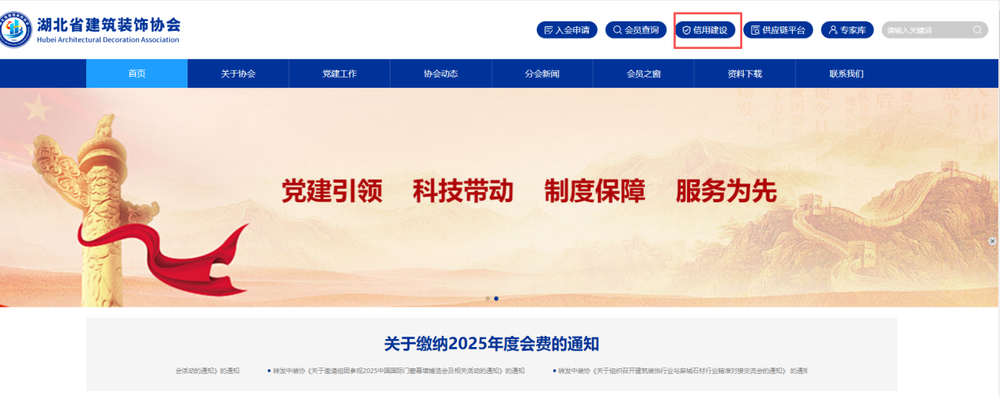 湖北省建筑装饰协会
Hubei Architectural Decoration Association
入会申请
会员查询
信用建设
供应链平台
专家库
请输入关键词
首页
关于协会
党建工作
协会动态
分会新闻
会员之窗
资料下载
联系我们
党建引领 科技带动 制度保障 服务为先
关于缴纳2025年度会费的通知
会活动的通知》的通知
转发中装协《关于邀请组团参观2025中国国际门窗幕墙博览会及相关活动的通知》的通知
转发中装协《关于组织召开建筑装饰行业与麻城石材行业精准对接交流会的通知》 的通知